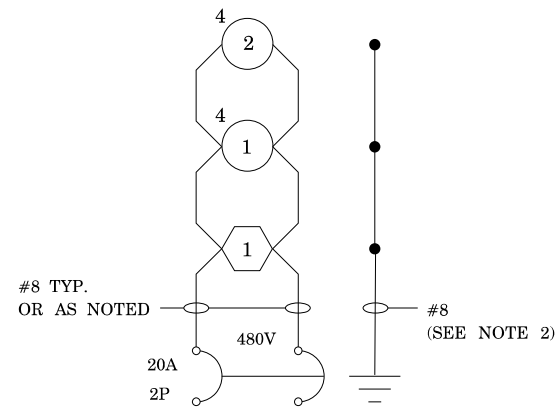 4
2
4
1
1
#8 TYP.
OR AS NOTED
#8
(SEE NOTE 2)
480V
20A
2P